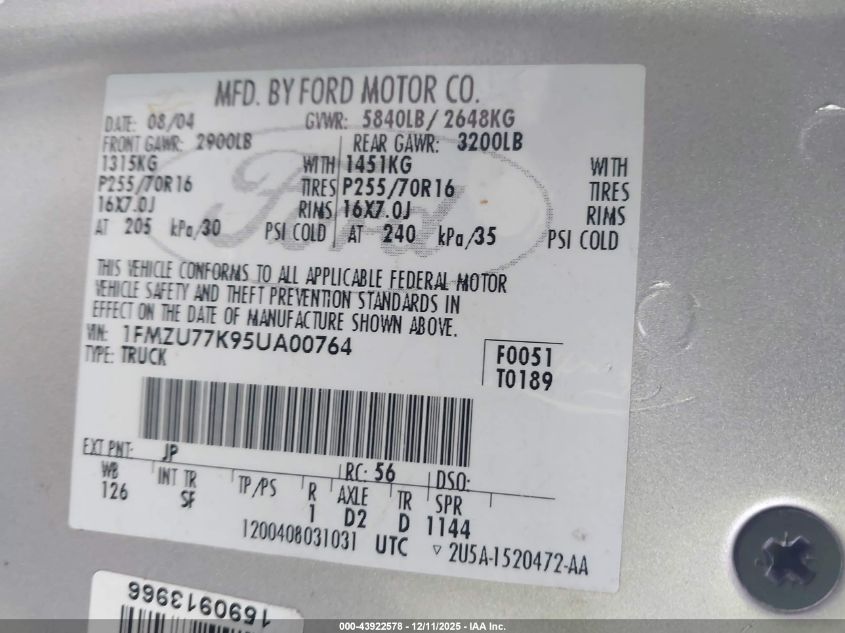 MFD. BY FORD MOTOR CO.
DATE: 08/04 GVWR: 5840LB/ 2648KG
FRONT GAWR: 2900LB REAR GAWR: 3200LB
1315KG WITH 1451KG WITH
P255/70R16 TIRES P255/70R16 TIRES
16X7.0J RIMS 16X7.0J RIMS
AT 205 kPa/30 PSI COLD AT 240 kPa/35 PSI COLD
Ford
THIS VEHICLE CONFORMS TO ALL APPLICABLE FEDERAL MOTOR
VEHICLE SAFETY AND THEFT PREVENTION STANDARDS IN
EFFECT ON THE DATE OF MANUFACTURE SHOWN ABOVE.
VIN: 1FMZU77K95UA00764
TYPE: TRUCK
F0051
T0189
EXT PNT: JP RC: 56 DSO:
WB INT TR TP/PS R AXLE TR SPR
126 SF 1 D2 D 1144
1200408031031 UTC ▽ 2U5A-1520472-AA
1590913966
000-43922578 - 12/11/2025 - IAA Inc.